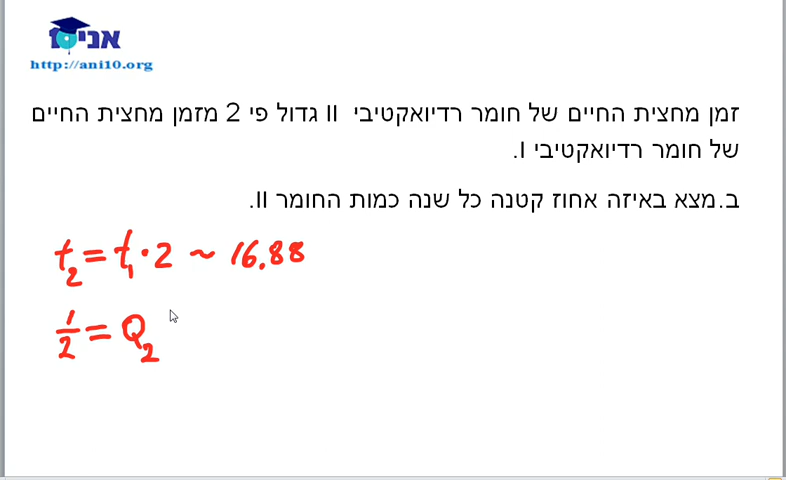 אני10
http://ani10.org
זמן מחצית החיים של חומר רדיואקטיבי II גדול פי 2 מזמן מחצית החיים
של חומר רדיואקטיבי I.
ב.מצא באיזה אחוז קטנה כל שנה כמות החומר II.
t₂ = t₁ · 2 ~ 16.88
1/2 = Q₂